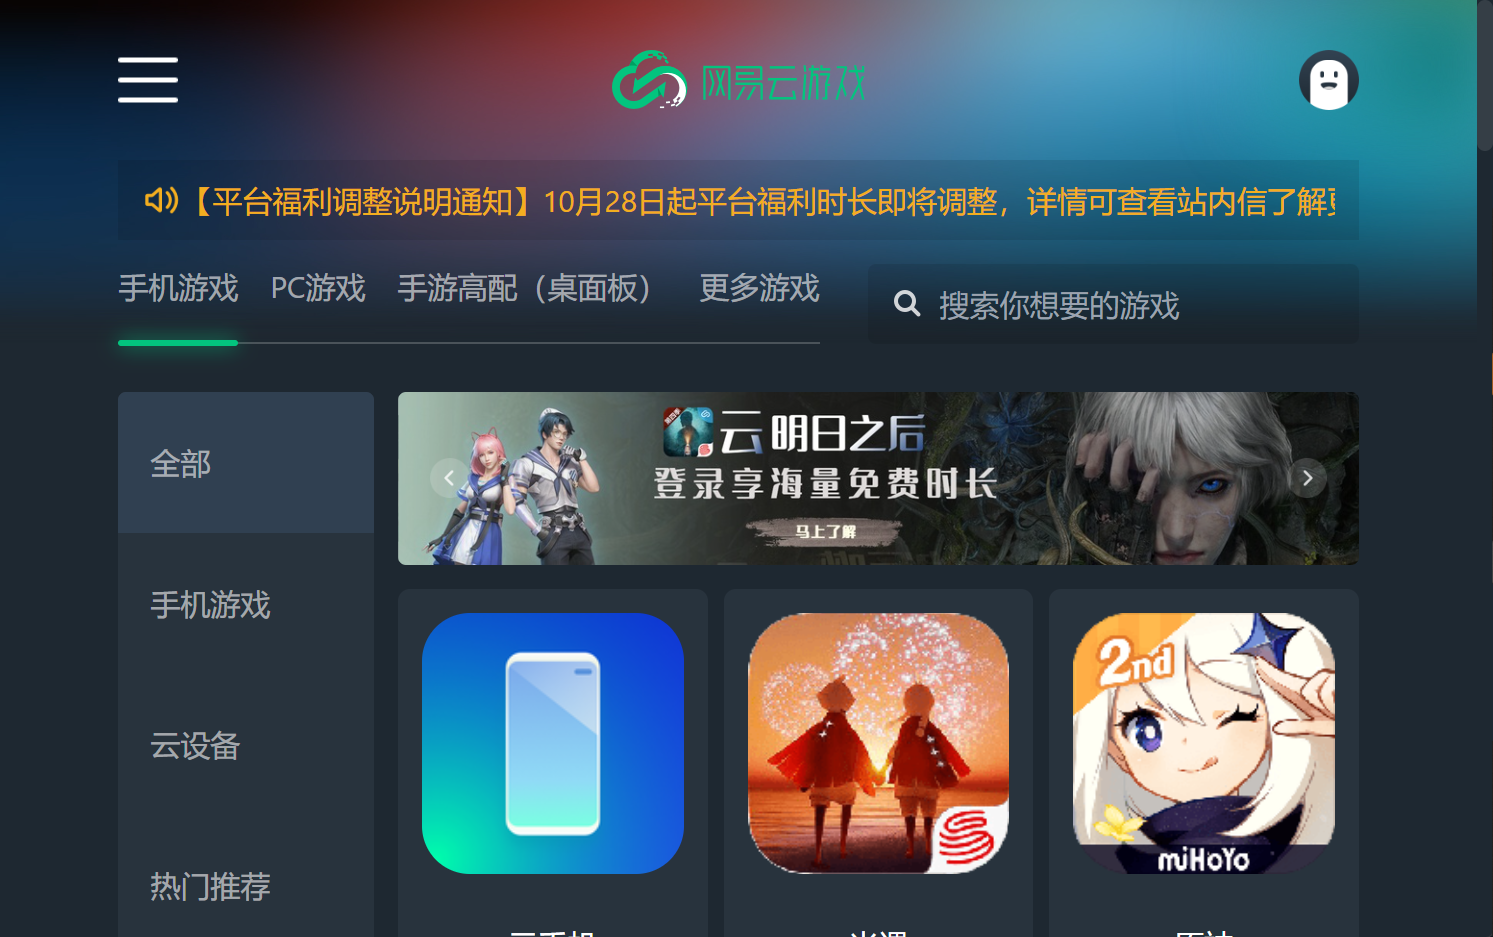 网易云游戏
【平台福利调整说明通知】10月28日起平台福利时长即将调整，详情可查看站内信了解
手机游戏 PC游戏 手游高配（桌面板） 更多游戏
搜索你想要的游戏
全部
手机游戏
云设备
热门推荐
第四季
云 明日之后
登录享海量免费时长
马上了解
2nd
miHoYo